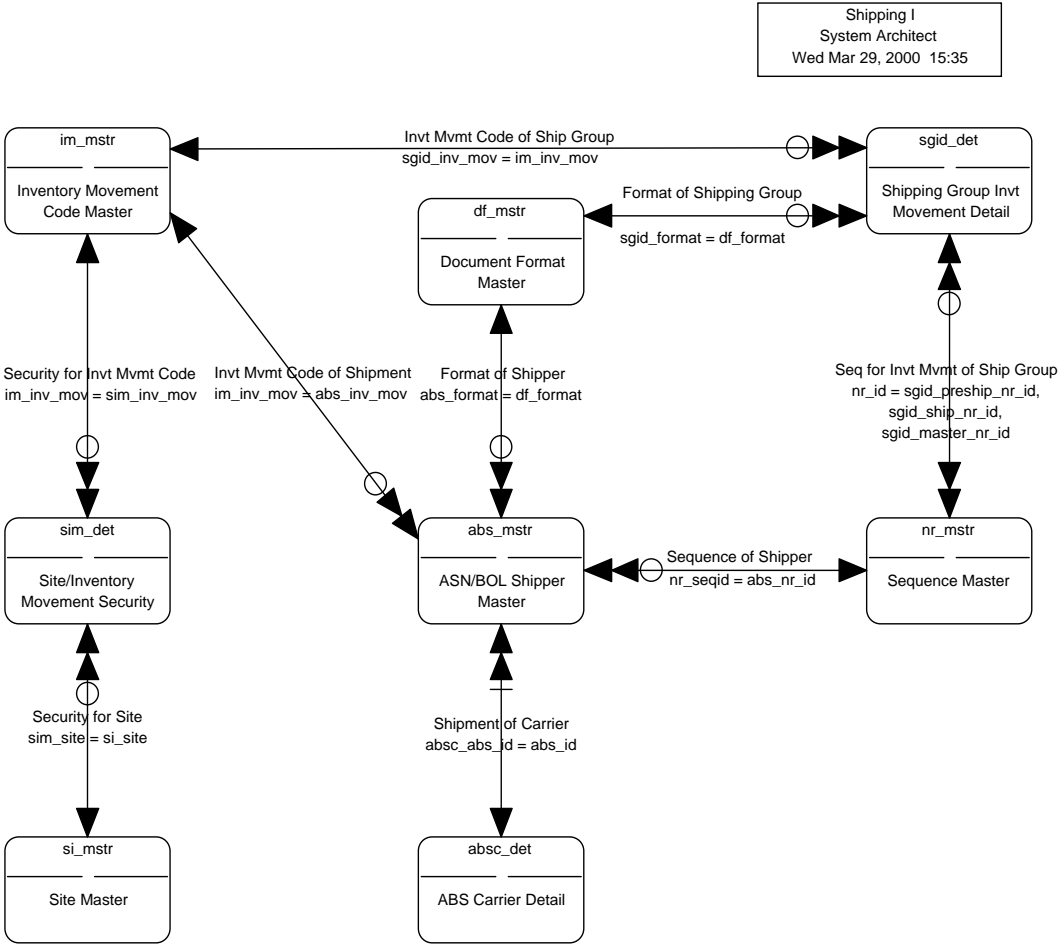 Shipping I
System Architect
Wed Mar 29, 2000  15:35
im_mstr
Inventory Movement
Code Master
Invt Mvmt Code of Ship Group
sgid_inv_mov = im_inv_mov
sgid_det
Shipping Group Invt
Movement Detail
df_mstr
Document Format
Master
Format of Shipping Group
sgid_format = df_format
Security for Invt Mvmt Code
im_inv_mov = sim_inv_mov
Invt Mvmt Code of Shipment
im_inv_mov = abs_inv_mov
Format of Shipper
abs_format = df_format
Seq for Invt Mvmt of Ship Group
nr_id = sgid_preship_nr_id,
sgid_ship_nr_id,
sgid_master_nr_id
sim_det
Site/Inventory
Movement Security
abs_mstr
ASN/BOL Shipper
Master
Sequence of Shipper
nr_seqid = abs_nr_id
nr_mstr
Sequence Master
Security for Site
sim_site = si_site
Shipment of Carrier
absc_abs_id = abs_id
si_mstr
Site Master
absc_det
ABS Carrier Detail